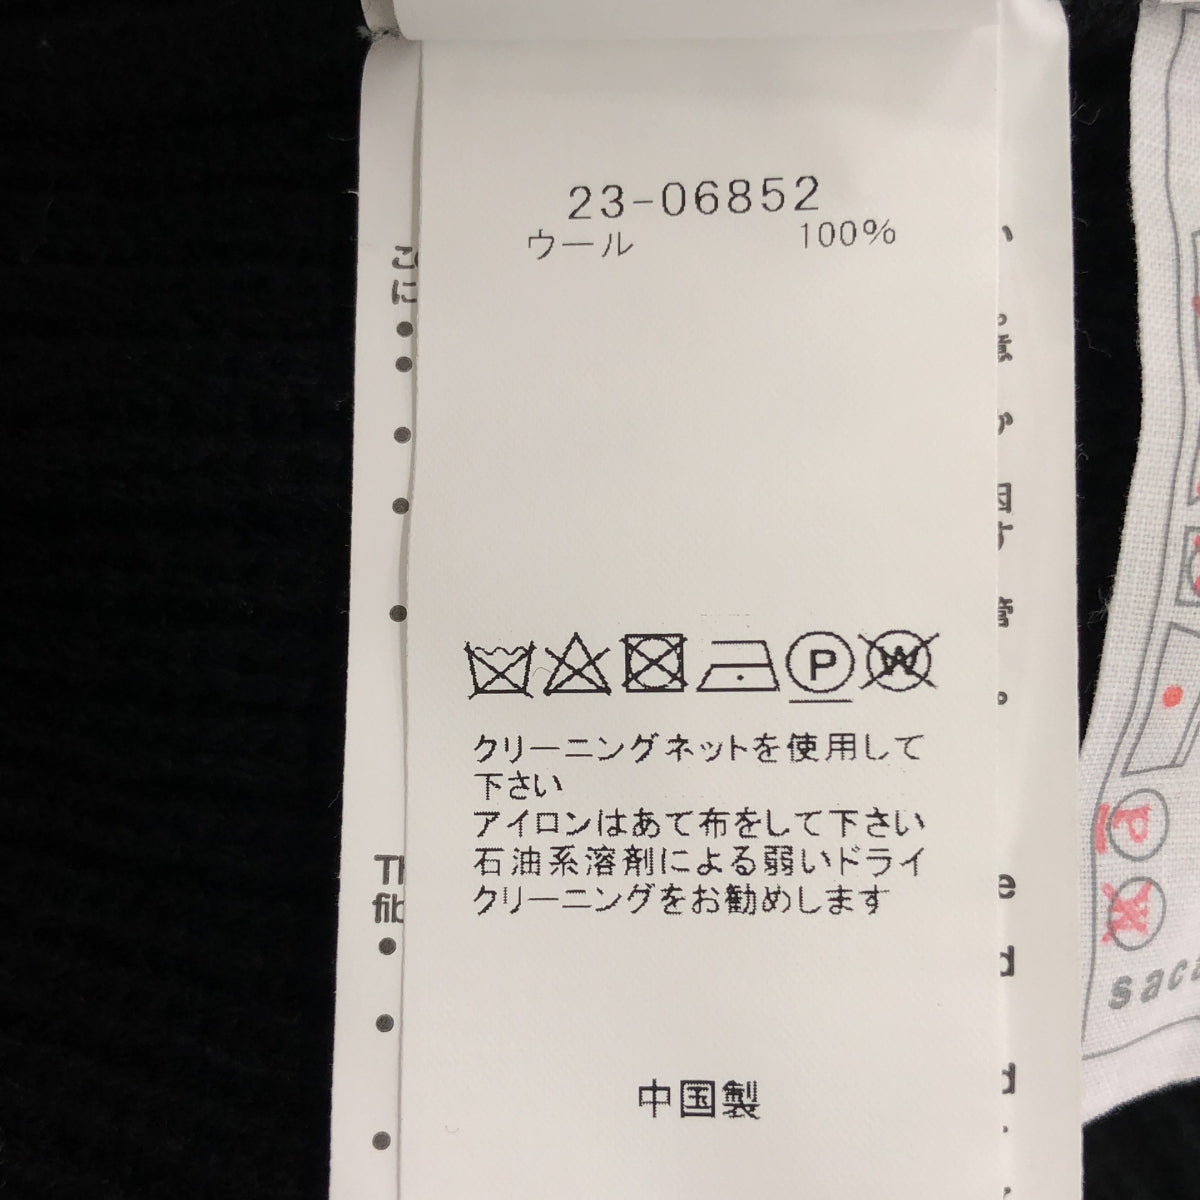 23-06852
ウール 100%
P W
クリーニングネットを使用して
下さい
アイロンはあて布をして下さい
石油系溶剤による弱いドライ
クリーニングをお勧めします
中国製
P
W